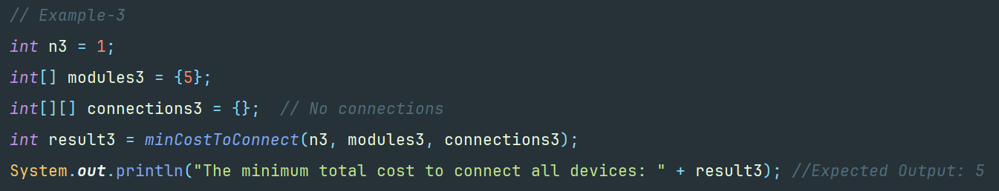 // Example-3
int n3 = 1;
int[] modules3 = {5};
int[][] connections3 = {};  // No connections
int result3 = minCostToConnect(n3, modules3, connections3);
System.out.println("The minimum total cost to connect all devices: " + result3); //Expected Output: 5